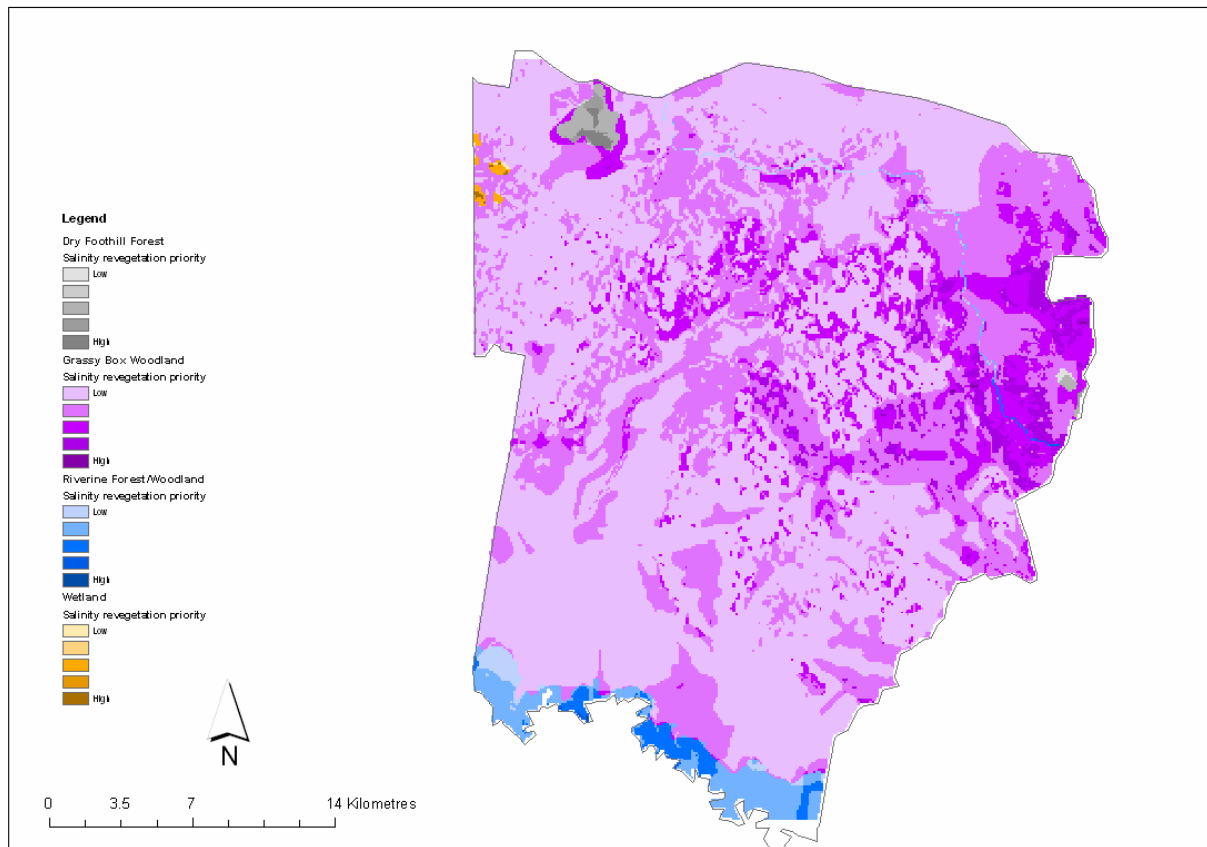 Legend
Dry Foothill Forest
Salinity revegetation priority
Low
High
Grassy Box Woodland
Salinity revegetation priority
Low
High
Riverine Forest/Woodland
Salinity revegetation priority
Low
High
Wetland
Salinity revegetation priority
Low
High
N
0 3.5 7 14 Kilometres